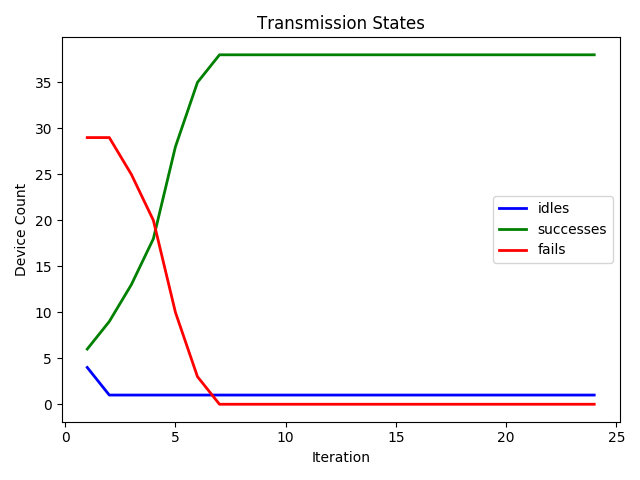 Transmission States
Device Count
35
30
25
20
15
10
5
0
idles
successes
fails
0 5 10 15 20 25
Iteration